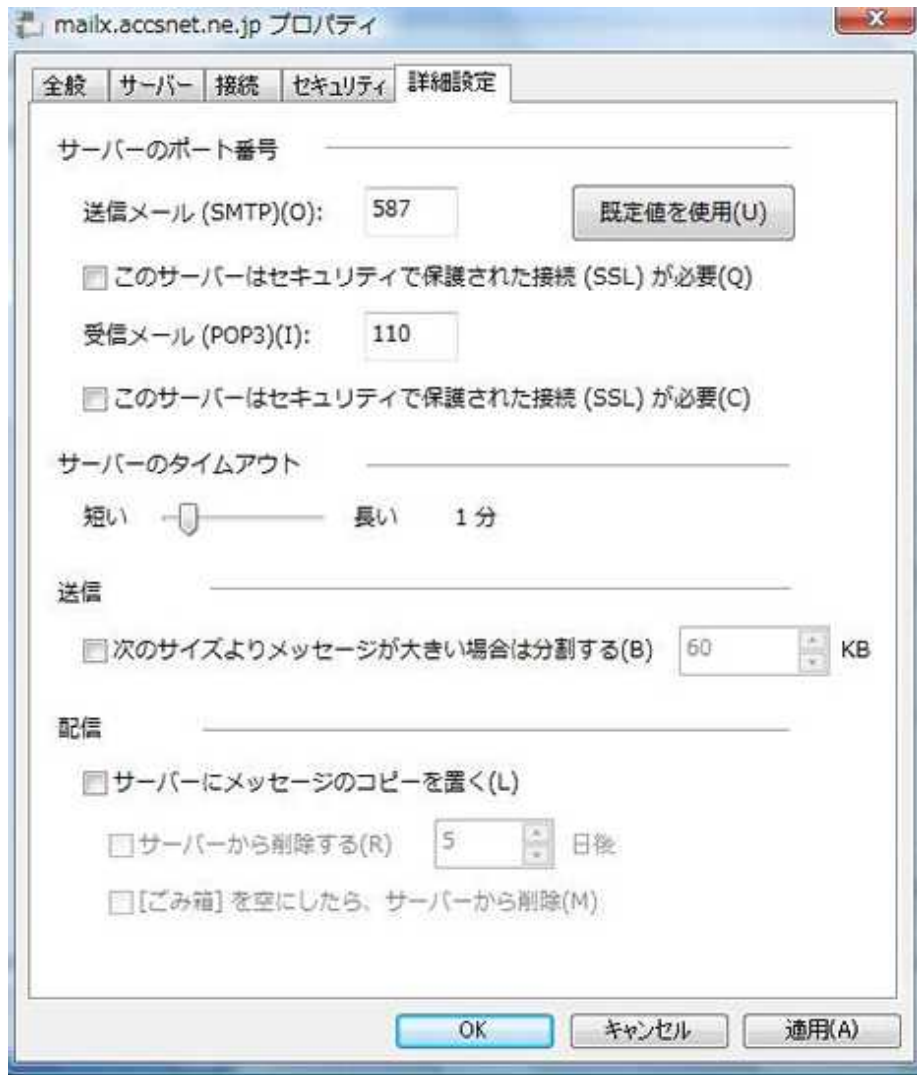 mailx.accsnet.ne.jp プロパティ
全般 サーバー 接続 セキュリティ 詳細設定
サーバーのポート番号
送信メール (SMTP)(O): 587 既定値を使用(U)
このサーバーはセキュリティで保護された接続 (SSL) が必要(Q)
受信メール (POP3)(I): 110
このサーバーはセキュリティで保護された接続 (SSL) が必要(C)
サーバーのタイムアウト
短い 長い 1 分
送信
次のサイズよりメッセージが大きい場合は分割する(B) 60 KB
配信
サーバーにメッセージのコピーを置く(L)
サーバーから削除する(R) 5 日後
[ごみ箱] を空にしたら、サーバーから削除(M)
OK キャンセル 適用(A)